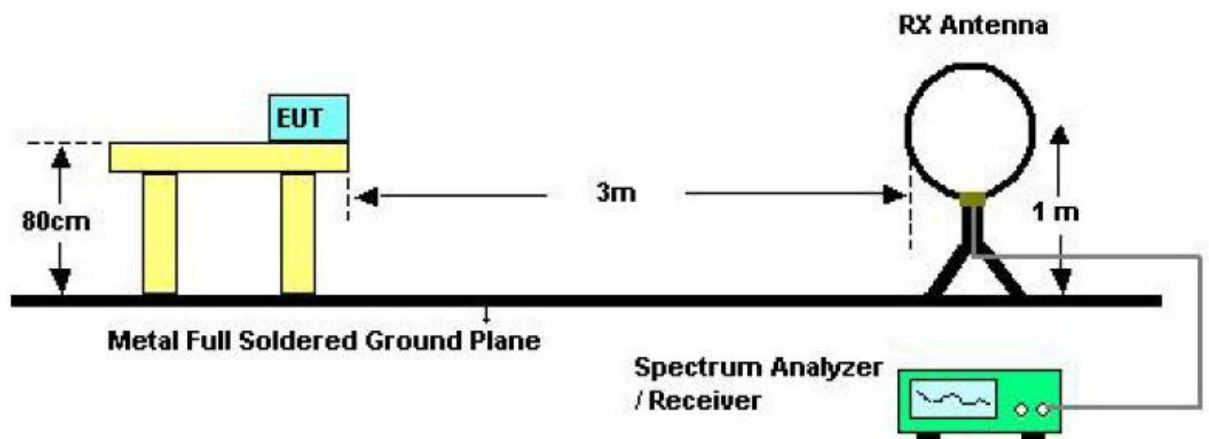 RX Antenna
EUT
3m
80cm
1 m
Metal Full Soldered Ground Plane
Spectrum Analyzer
/ Receiver